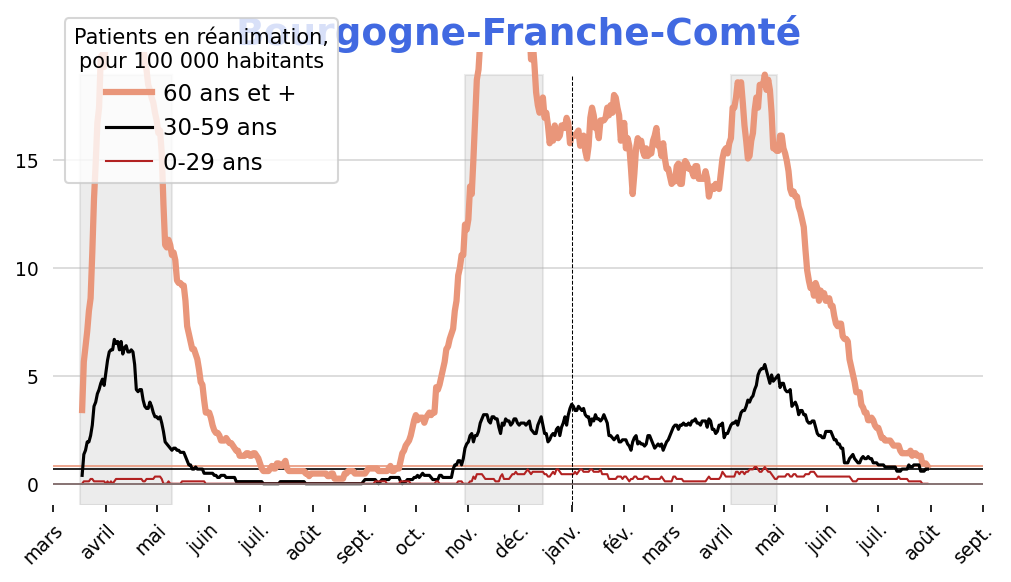 Bourgogne-Franche-Comté
Patients en réanimation,
pour 100 000 habitants
60 ans et +
30-59 ans
0-29 ans
15
10
5
0
mars avril mai juin juil. août sept. oct. nov. déc. janv. fév. mars avril mai juin juil. août sept.